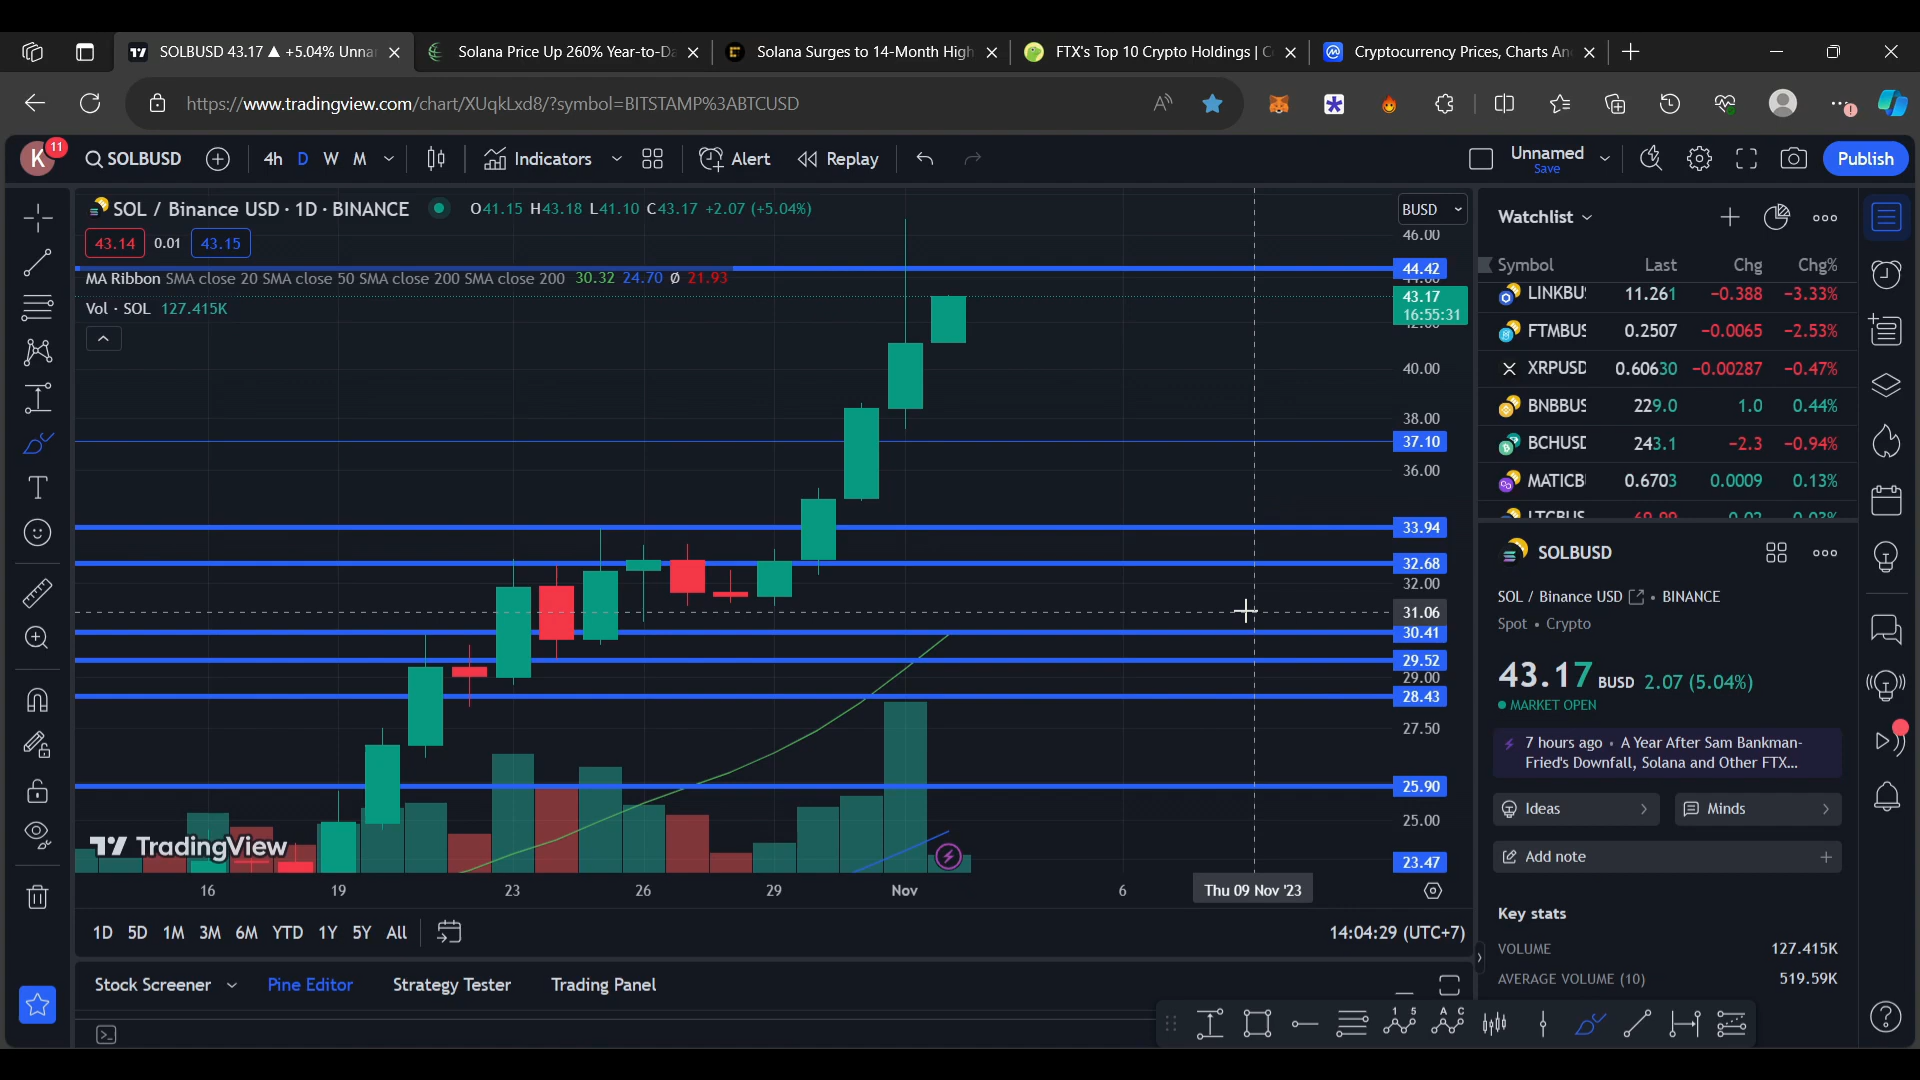 SOLBUSD 43.17 ▲ +5.04% Unna
Solana Price Up 260% Year-to-Da
Solana Surges to 14-Month High
FTX's Top 10 Crypto Holdings | C
Cryptocurrency Prices, Charts An
https://www.tradingview.com/chart/XUqkLxd8/?symbol=BITSTAMP%3ABTCUSD
K
11
SOLBUSD
4h
D
W
M
Indicators
Alert
Replay
Unnamed
Save
Publish
SOL / Binance USD · 1D · BINANCE
O41.15 H43.18 L41.10 C43.17 +2.07 (+5.04%)
BUSD
43.14
0.01
43.15
MA Ribbon SMA close 20 SMA close 50 SMA close 200 SMA close 200 30.32 24.70 Ø 21.93
Vol · SOL 127.415K
46.00
44.42
43.17
16:55:31
40.00
38.00
37.10
36.00
33.94
32.68
32.00
31.06
30.41
29.52
29.00
28.43
27.50
25.90
25.00
23.47
TradingView
16
19
23
26
29
Nov
6
Thu 09 Nov '23
1D
5D
1M
3M
6M
YTD
1Y
5Y
All
14:04:29 (UTC+7)
Stock Screener
Pine Editor
Strategy Tester
Trading Panel
Watchlist
Symbol Last Chg Chg%
LINKBU 11.261 −0.388 −3.33%
FTMBUS 0.2507 −0.0065 −2.53%
XRPUSD 0.60630 −0.00287 −0.47%
BNBBUS 229.0 1.0 0.44%
BCHUSD 243.1 −2.3 −0.94%
MATICB 0.6703 0.0009 0.13%
SOLBUSD
SOL / Binance USD • BINANCE
Spot • Crypto
43.17 BUSD 2.07 (5.04%)
MARKET OPEN
7 hours ago • A Year After Sam Bankman-
Fried's Downfall, Solana and Other FTX...
Ideas
Minds
Add note
Key stats
VOLUME 127.415K
AVERAGE VOLUME (10) 519.59K